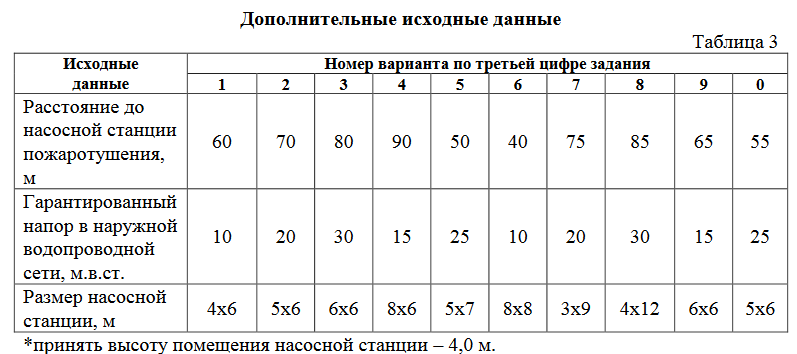 Дополнительные исходные данные
Таблица 3
Исходные данные | Номер варианта по третьей цифре задания
1 2 3 4 5 6 7 8 9 0
Расстояние до
насосной станции
пожаротушения,
м
60 70 80 90 50 40 75 85 65 55
Гарантированный
напор в наружной
водопроводной
сети, м.в.ст.
10 20 30 15 25 10 20 30 15 25
Размер насосной
станции, м
4х6 5х6 6х6 8х6 5х7 8х8 3х9 4х12 6х6 5х6
*принять высоту помещения насосной станции – 4,0 м.